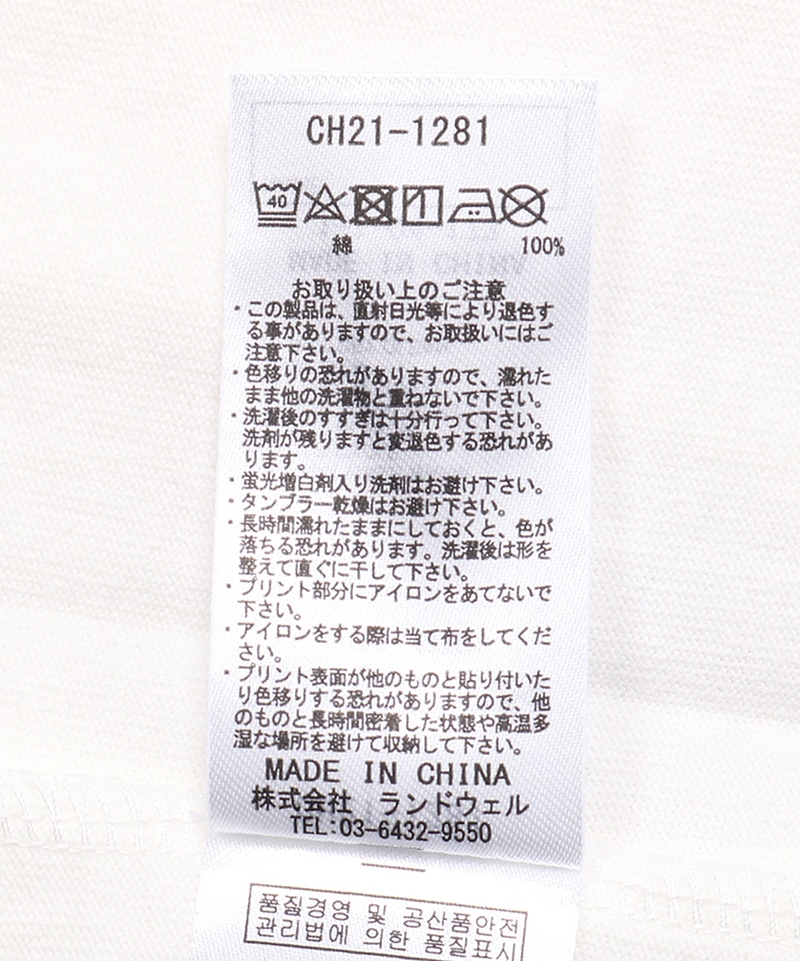 CH21-1281
40
綿 100%
お取り扱い上のご注意
・この製品は、直射日光等により退色す
る事がありますので、お取扱いにはご
注意下さい。
・色移りの恐れがありますので、濡れた
まま他の洗濯物と重ねないで下さい。
・洗濯後のすすぎは十分行って下さい。
洗剤が残りますと変退色する恐れがあ
ります。
・蛍光増白剤入り洗剤はお避け下さい。
・タンブラー乾燥はお避け下さい。
・長時間濡れたままにしておくと、色が
落ちる恐れがあります。洗濯後は形を
整えて直ぐに干して下さい。
・プリント部分にアイロンをあてないで
下さい。
・アイロンをする際は当て布をしてくだ
さい。
・プリント表面が他のものと貼り付いた
り色移りする恐れがありますので、他
のものと長時間密着した状態や高温多
湿な場所を避けて収納して下さい。
MADE IN CHINA
株式会社 ランドウェル
TEL:03-6432-9550
품질경영 및 공산품안전
관리법에 의한 품질표시